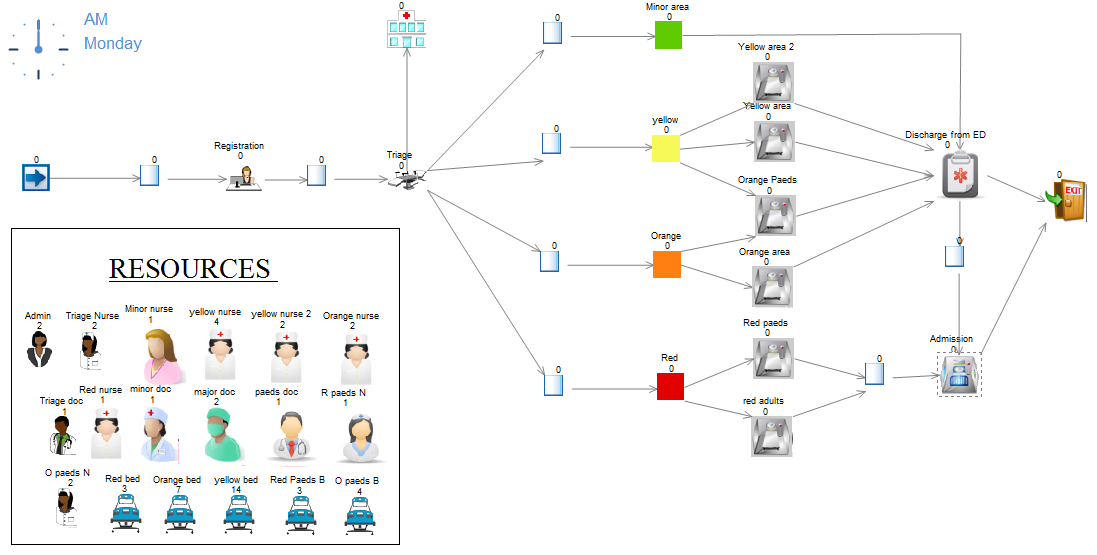 AM
Monday
0
Minor area
0
0
0
Yellow area 2
0
Yellow area
0
yellow
0
0
Discharge from ED
0
Registration
0
0
0
0
Triage
0
Orange Paeds
0
0
Orange
0
0
Orange area
0
0
EXIT
Red paeds
0
Red
0
0
red adults
0
0
Admission
0
RESOURCES
Admin
2
Triage Nurse
2
Minor nurse
1
yellow nurse
4
yellow nurse 2
2
Orange nurse
2
Triage doc
1
Red nurse
1
minor doc
1
major doc
2
paeds doc
1
R paeds N
1
O paeds N
2
Red bed
3
Orange bed
7
yellow bed
14
Red Paeds B
3
O paeds B
4